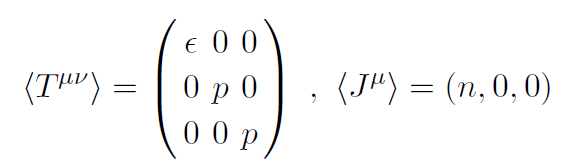 ⟨T^{μν}⟩ = ( ϵ 0 0
0 p 0
0 0 p ) , ⟨J^μ⟩ = (n, 0, 0)